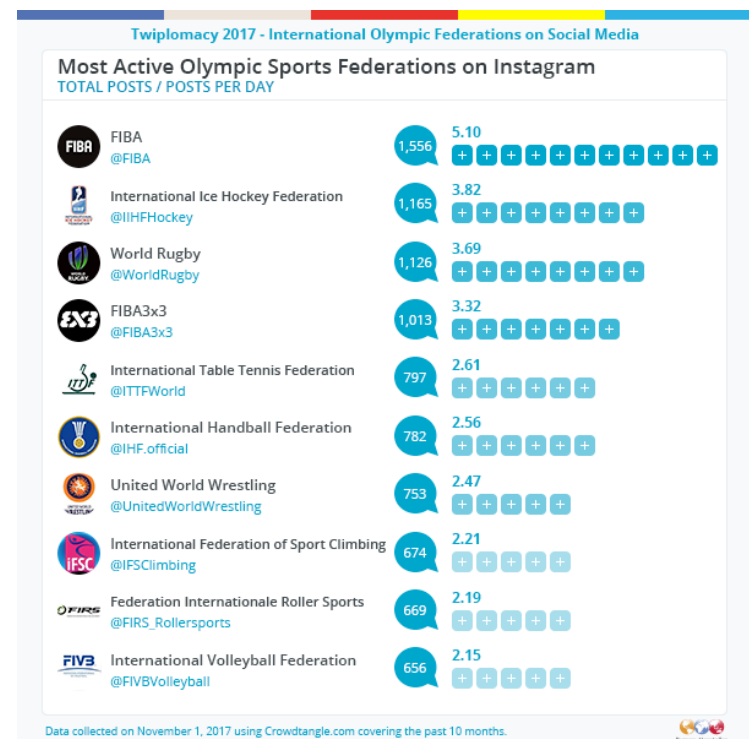 Twiplomacy 2017 - International Olympic Federations on Social Media
Most Active Olympic Sports Federations on Instagram
TOTAL POSTS / POSTS PER DAY
FIBA
FIBA
@FIBA
1,556
5.10
International Ice Hockey Federation
@IIHFHockey
1,165
3.82
WORLD RUGBY
World Rugby
@WorldRugby
1,126
3.69
FIBA3x3
@FIBA3x3
1,013
3.32
ITTF
International Table Tennis Federation
@ITTFWorld
797
2.61
International Handball Federation
@IHF.official
782
2.56
United World Wrestling
@UnitedWorldWrestling
753
2.47
IFSC
International Federation of Sport Climbing
@IFSClimbing
674
2.21
FIRS
Federation Internationale Roller Sports
@FIRS_Rollersports
669
2.19
FIVB
International Volleyball Federation
@FIVBVolleyball
656
2.15
Data collected on November 1, 2017 using Crowdtangle.com covering the past 10 months.